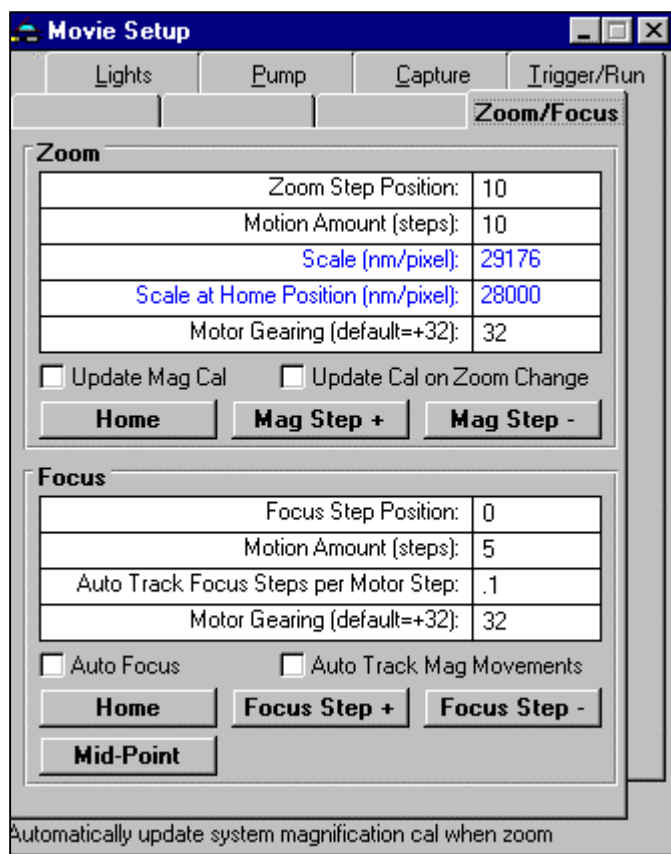 Movie Setup
Lights Pump Capture Trigger/Run
Zoom/Focus
Zoom
Zoom Step Position: 10
Motion Amount (steps): 10
Scale (nm/pixel): 29176
Scale at Home Position (nm/pixel): 28000
Motor Gearing (default=+32): 32
Update Mag Cal Update Cal on Zoom Change
Home Mag Step + Mag Step -
Focus
Focus Step Position: 0
Motion Amount (steps): 5
Auto Track Focus Steps per Motor Step: .1
Motor Gearing (default=+32): 32
Auto Focus Auto Track Mag Movements
Home Focus Step + Focus Step -
Mid-Point
Automatically update system magnification cal when zoom